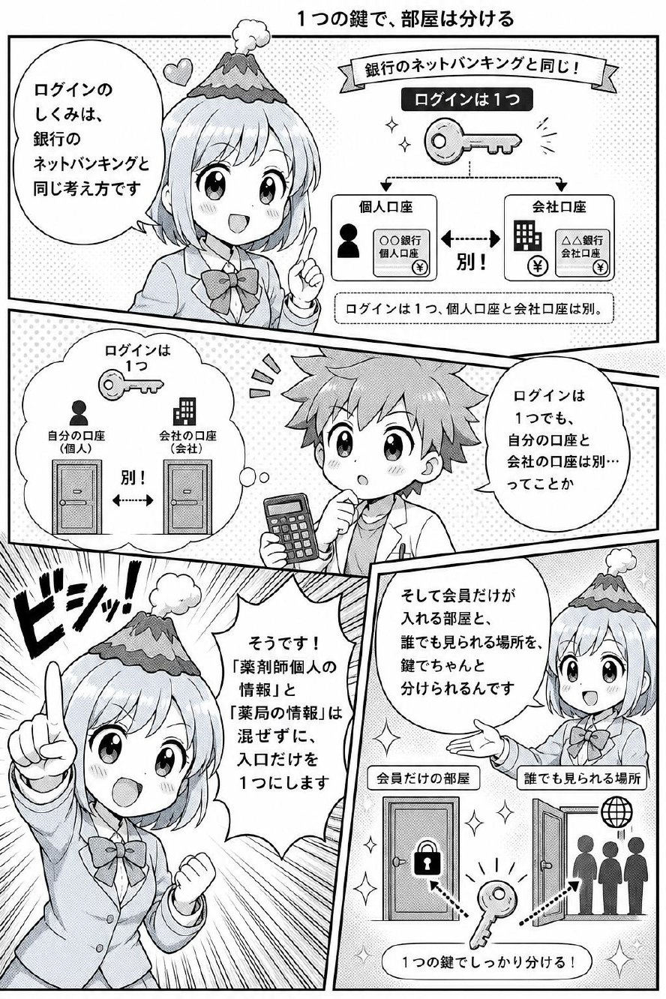 1つの鍵で、部屋は分ける
ログインの
しくみは、
銀行の
ネットバンキングと
同じ考え方です
銀行のネットバンキングと同じ！
ログインは1つ
個人口座
〇〇銀行
個人口座
¥
別！
会社口座
¥
△△銀行
会社口座
¥
ログインは1つ、個人口座と会社口座は別。
ログインは
1つ
自分の口座
（個人）
別！
会社の口座
（会社）
ログインは
1つでも、
自分の口座と
会社の口座は別…
ってことか
ビシッ！
そうです！
「薬剤師個人の
情報」と
「薬局の情報」は
混ぜずに、
入口だけを
1つにします
そして会員だけが
入れる部屋と、
誰でも見られる場所を、
鍵でちゃんと
分けられるんです
会員だけの部屋
誰でも見られる場所
1つの鍵でしっかり分ける！